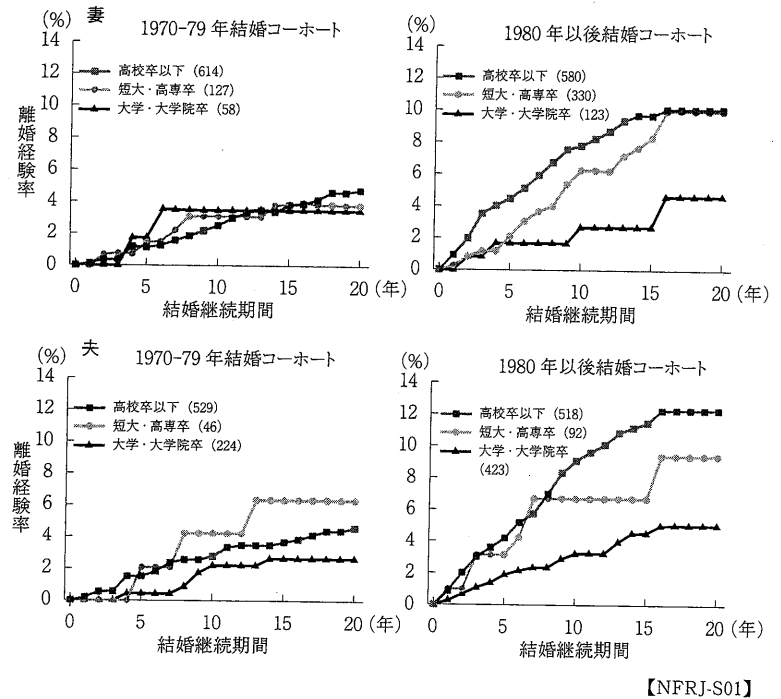 (%) 妻
1970-79 年結婚コーホート
14
12
10
8
6
4
2
0
離婚経験率
高校卒以下 (614)
短大・高専卒 (127)
大学・大学院卒 (58)
0 5 10 15 20 (年)
結婚継続期間
(%)
1980 年以後結婚コーホート
14
12
10
8
6
4
2
0
高校卒以下 (580)
短大・高専卒 (330)
大学・大学院卒 (123)
0 5 10 15 20 (年)
結婚継続期間
(%) 夫
1970-79 年結婚コーホート
14
12
10
8
6
4
2
0
離婚経験率
高校卒以下 (529)
短大・高専卒 (46)
大学・大学院卒 (224)
0 5 10 15 20 (年)
結婚継続期間
(%)
1980 年以後結婚コーホート
14
12
10
8
6
4
2
0
高校卒以下 (518)
短大・高専卒 (92)
大学・大学院卒
(423)
0 5 10 15 20 (年)
結婚継続期間
【NFRJ-S01】